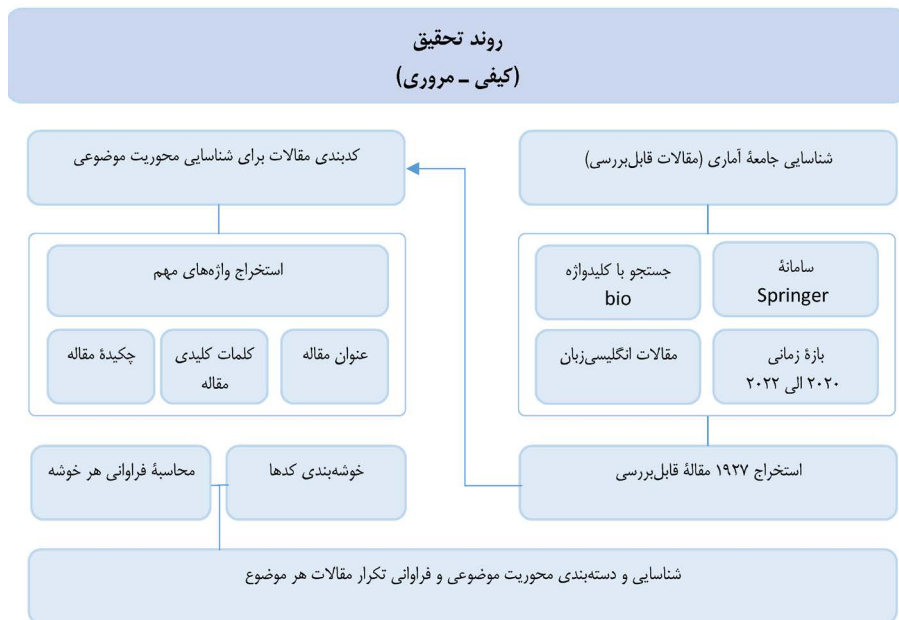 روند تحقیق
(کیفی ـ مروری)
شناسایی جامعهٔ آماری (مقالات قابل‌بررسی)
سامانهٔ
Springer
جستجو با کلیدواژه
bio
بازهٔ زمانی
۲۰۲۰ الی ۲۰۲۲
مقالات انگلیسی‌زبان
استخراج ۱۹۲۷ مقالهٔ قابل‌بررسی
کدبندی مقالات برای شناسایی محوریت موضوعی
استخراج واژه‌های مهم
عنوان مقاله
کلمات کلیدی
مقاله
چکیدهٔ مقاله
خوشه‌بندی کدها
محاسبهٔ فراوانی هر خوشه
شناسایی و دسته‌بندی محوریت موضوعی و فراوانی تکرار مقالات هر موضوع